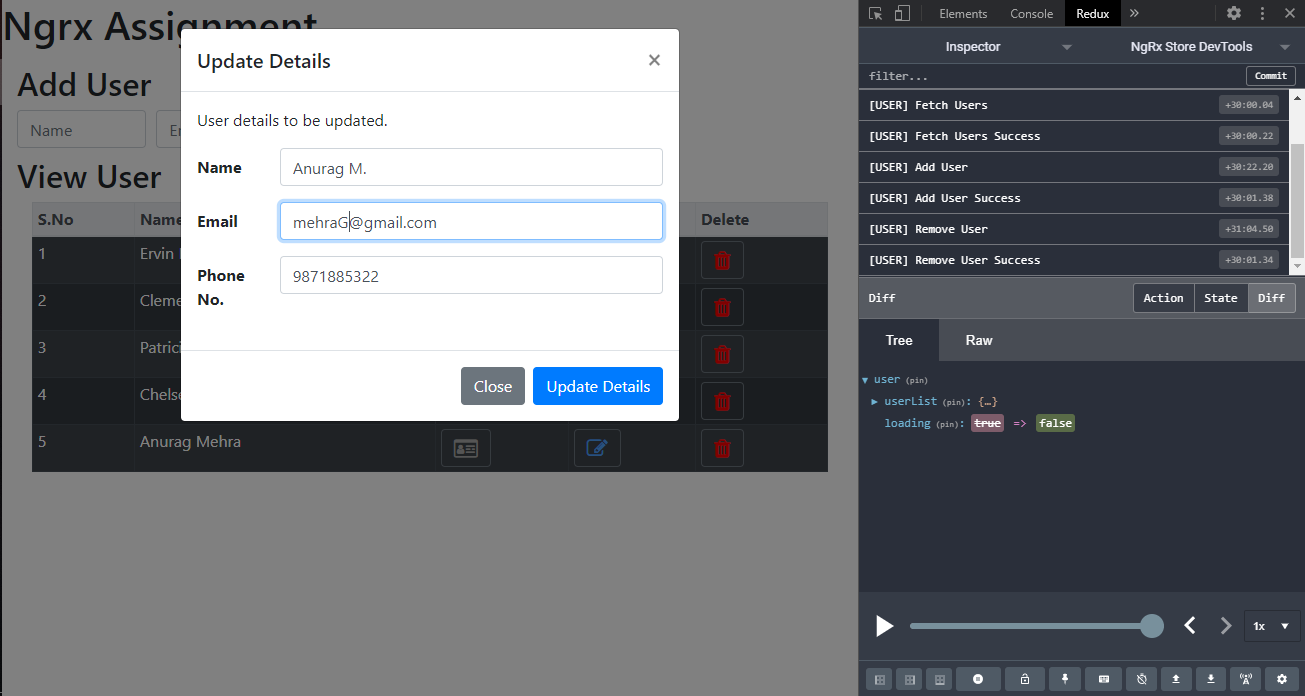 Ngrx Assignment
Add User
Name
View User
S.No Name Delete
1 Ervin
2
3
4
5 Anurag Mehra
Update Details ×
User details to be updated.
Name Anurag M.
Email mehraG@gmail.com
Phone No. 9871885322
Close Update Details
Elements Console Redux »
Inspector NgRx Store DevTools
filter... Commit
[USER] Fetch Users +30:00.04
[USER] Fetch Users Success +30:00.22
[USER] Add User +30:22.20
[USER] Add User Success +30:01.38
[USER] Remove User +31:04.50
[USER] Remove User Success +30:01.34
Diff Action State Diff
Tree Raw
user (pin)
userList (pin): {…}
loading (pin): true => false
1x